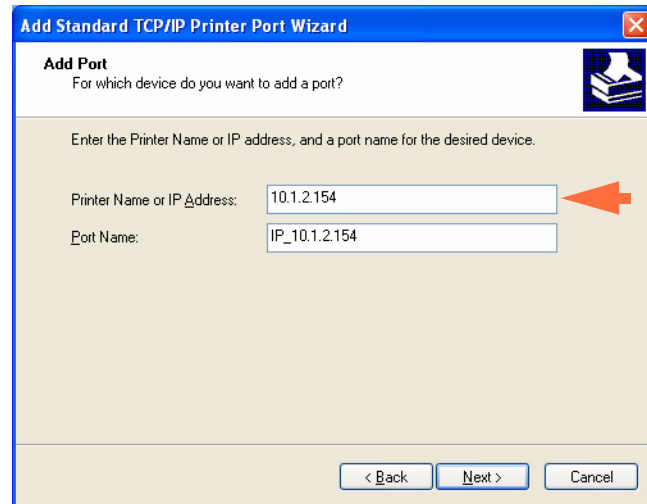 Add Standard TCP/IP Printer Port Wizard
Add Port
For which device do you want to add a port?
Enter the Printer Name or IP address, and a port name for the desired device.
Printer Name or IP Address: 10.1.2.154
Port Name: IP_10.1.2.154
< Back Next > Cancel